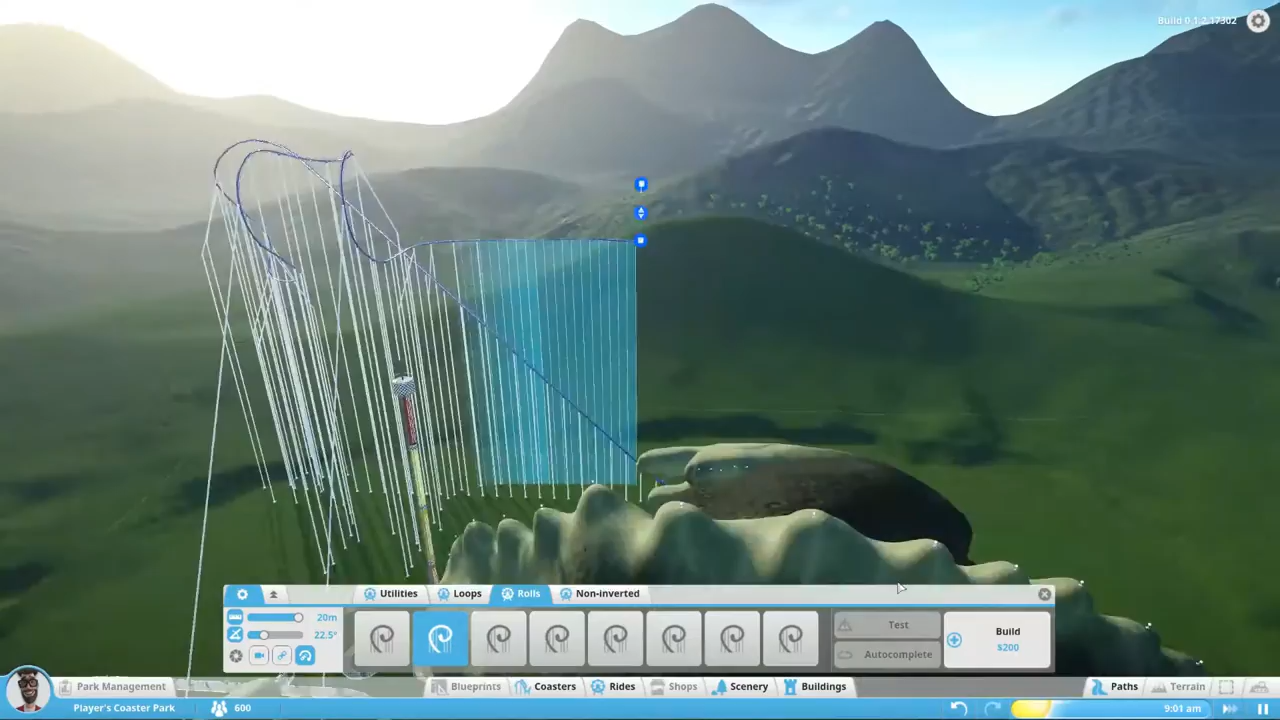 Build 0.1.2.17302
Utilities
Loops
Rolls
Non-inverted
20m
22.5°
Test
Autocomplete
Build
$200
Park Management
Blueprints
Coasters
Rides
Shops
Scenery
Buildings
Paths
Terrain
Player's Coaster Park
600
9:01 am